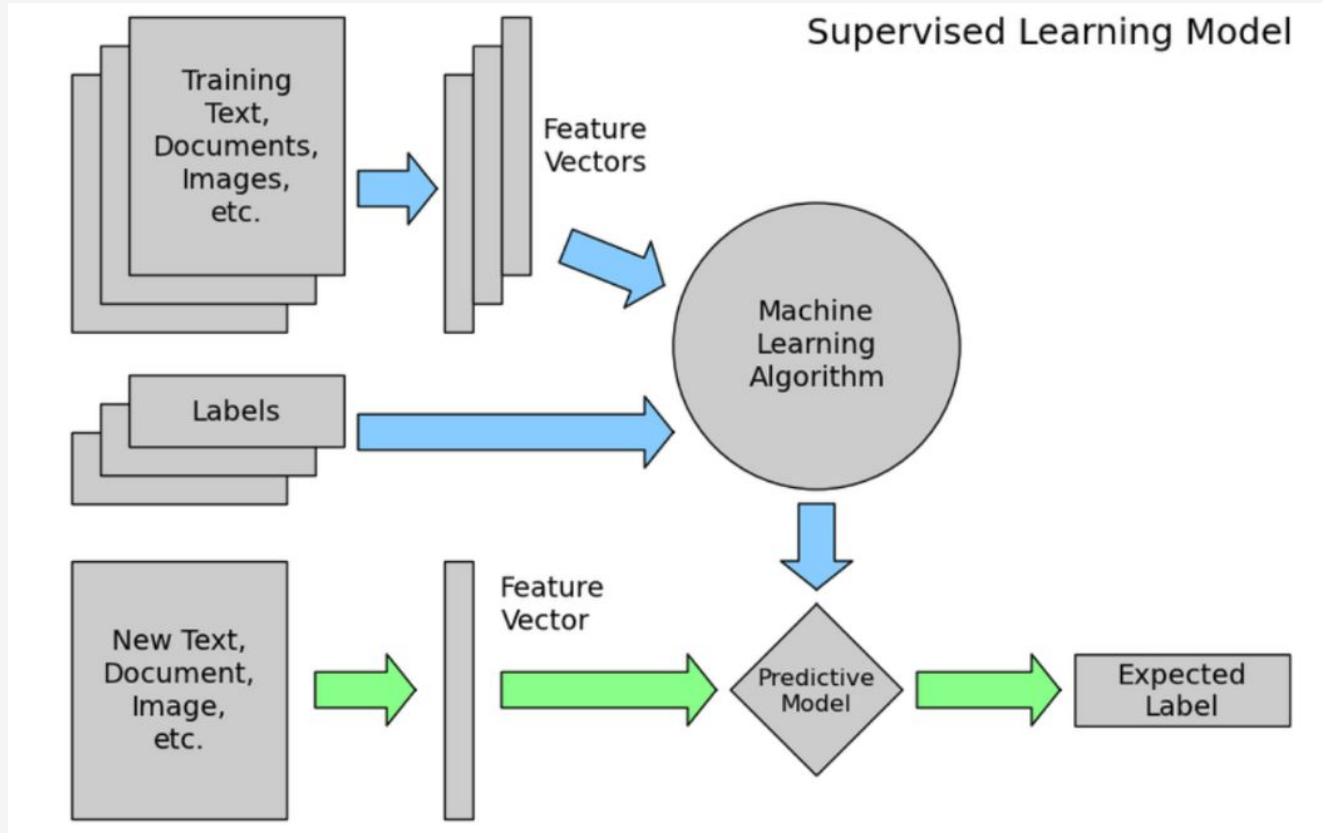 Supervised Learning Model
Training
Text,
Documents,
Images,
etc.
Feature
Vectors
Machine
Learning
Algorithm
Labels
New Text,
Document,
Image,
etc.
Feature
Vector
Predictive
Model
Expected
Label